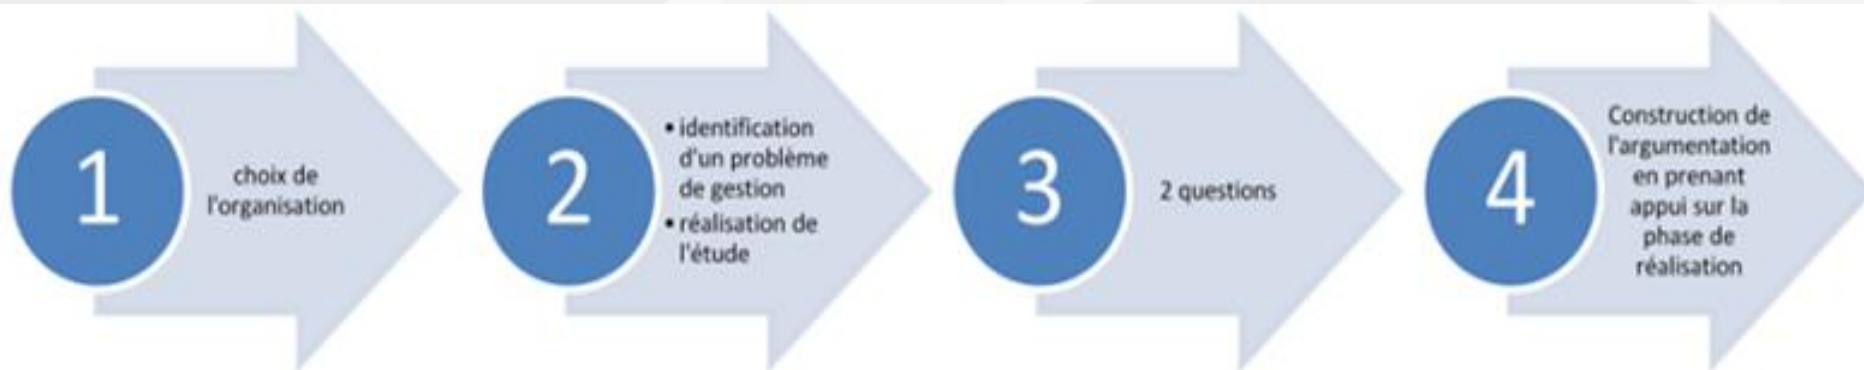 1
choix de
l'organisation
2
• identification
d'un problème
de gestion
• réalisation de
l'étude
3
2 questions
4
Construction de
l'argumentation
en prenant
appui sur la
phase de
réalisation